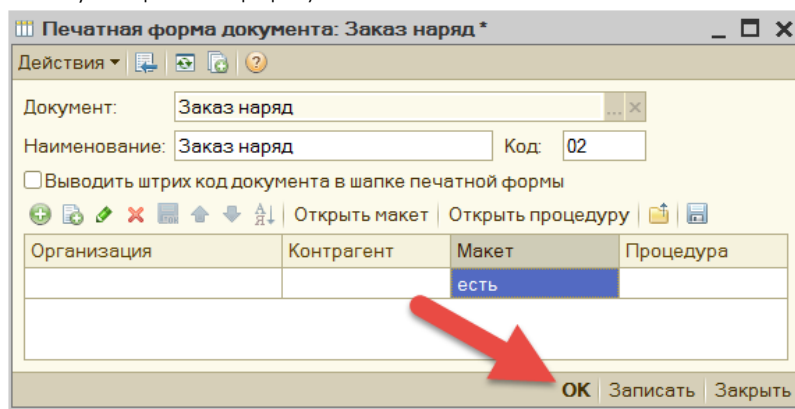 Печатная форма документа: Заказ наряд *
Действия
Документ: Заказ наряд ... ×
Наименование: Заказ наряд Код: 02
Выводить штрих код документа в шапке печатной формы
Открыть макет Открыть процедуру
Организация Контрагент Макет Процедура
есть
OK Записать Закрыть